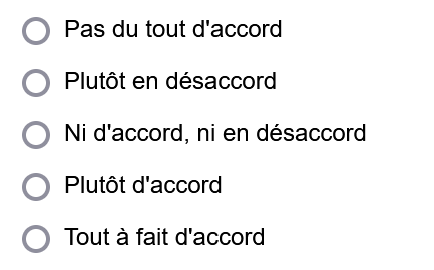 Pas du tout d'accord
Plutôt en désaccord
Ni d'accord, ni en désaccord
Plutôt d'accord
Tout à fait d'accord